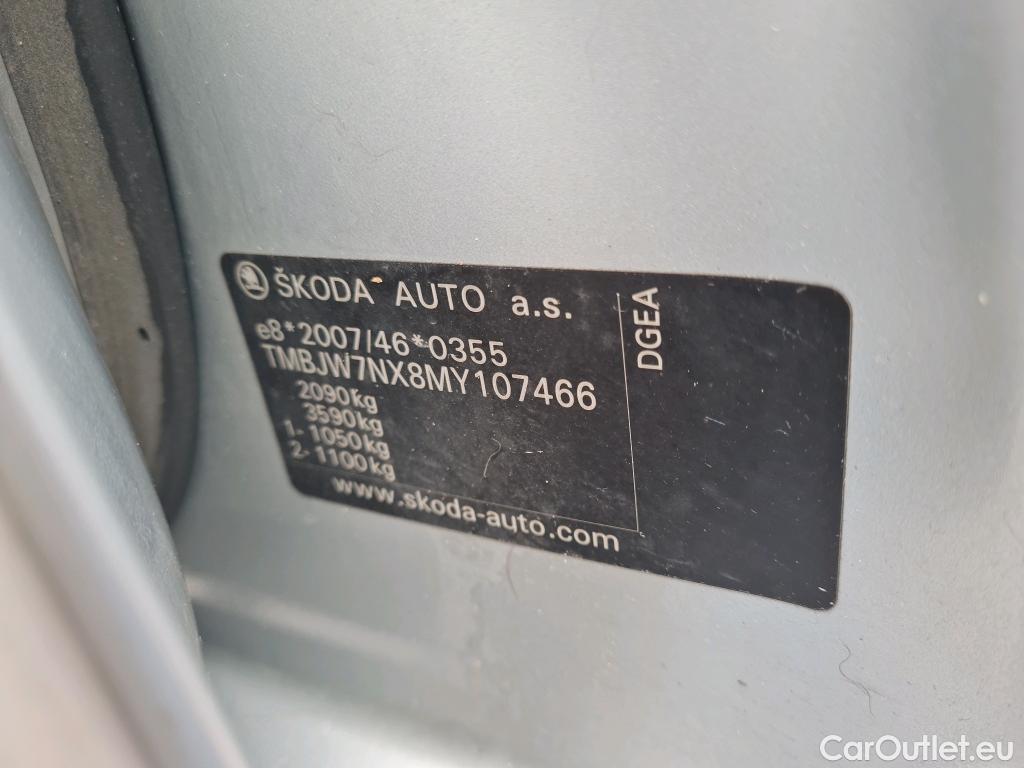 ŠKODA AUTO a.s.
e8*2007/46*0355
TMBJW7NX8MY107466
2090kg
3590kg
1- 1050kg
2- 1100kg
www.skoda-auto.com
DGEA
CarOutlet.eu